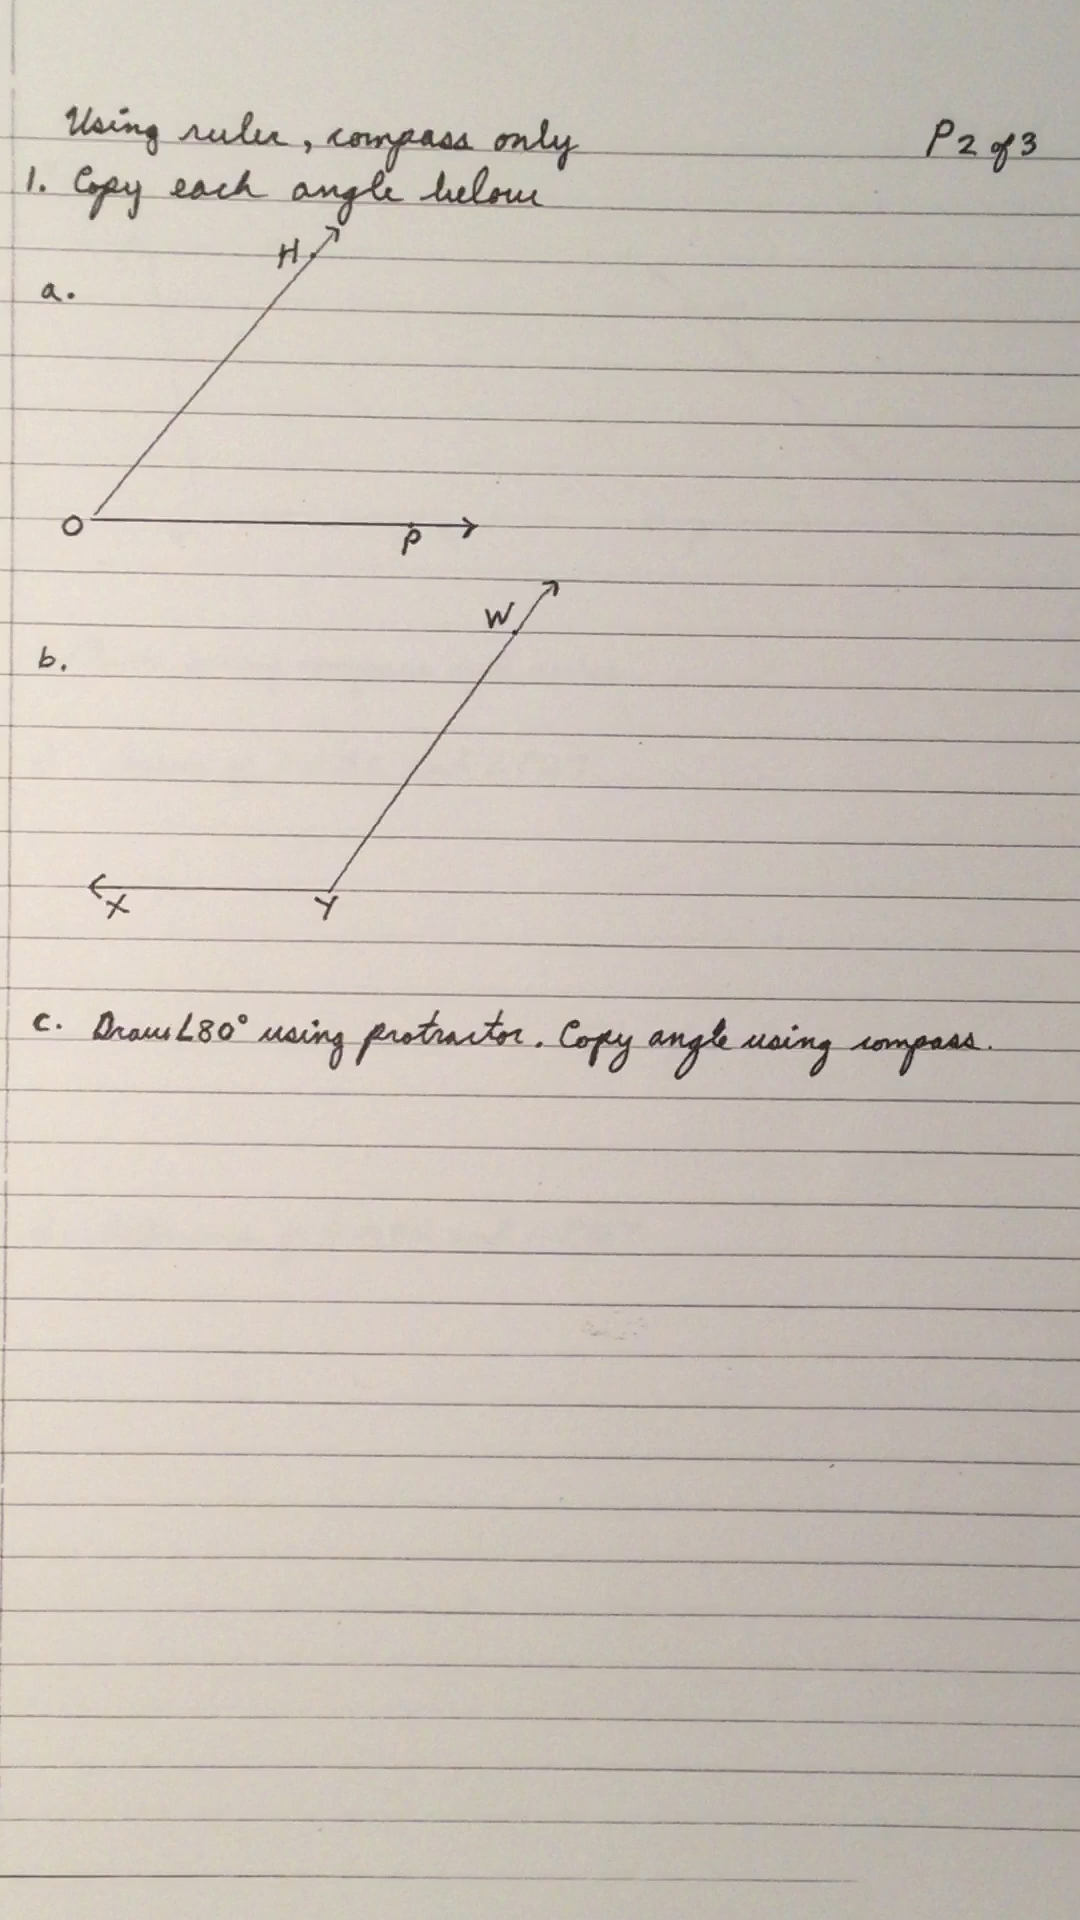 Using ruler, compass only
P 2 of 3
1. Copy each angle below
H
a.
O
P
W
b.
X
Y
c. Draw ∠80° using protractor. Copy angle using compass.